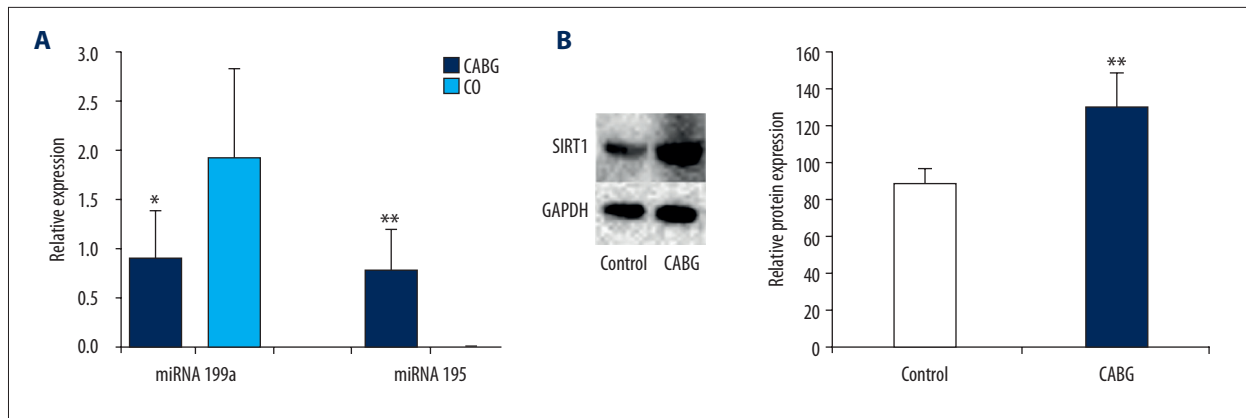 A
3.0
2.5
2.0
1.5
1.0
0.5
0.0
Relative expression
CABG
CO
*
**
miRNA 199a
miRNA 195
B
SIRT1
GAPDH
Control CABG
160
140
120
100
80
60
40
20
0
Relative protein expression
**
Control
CABG